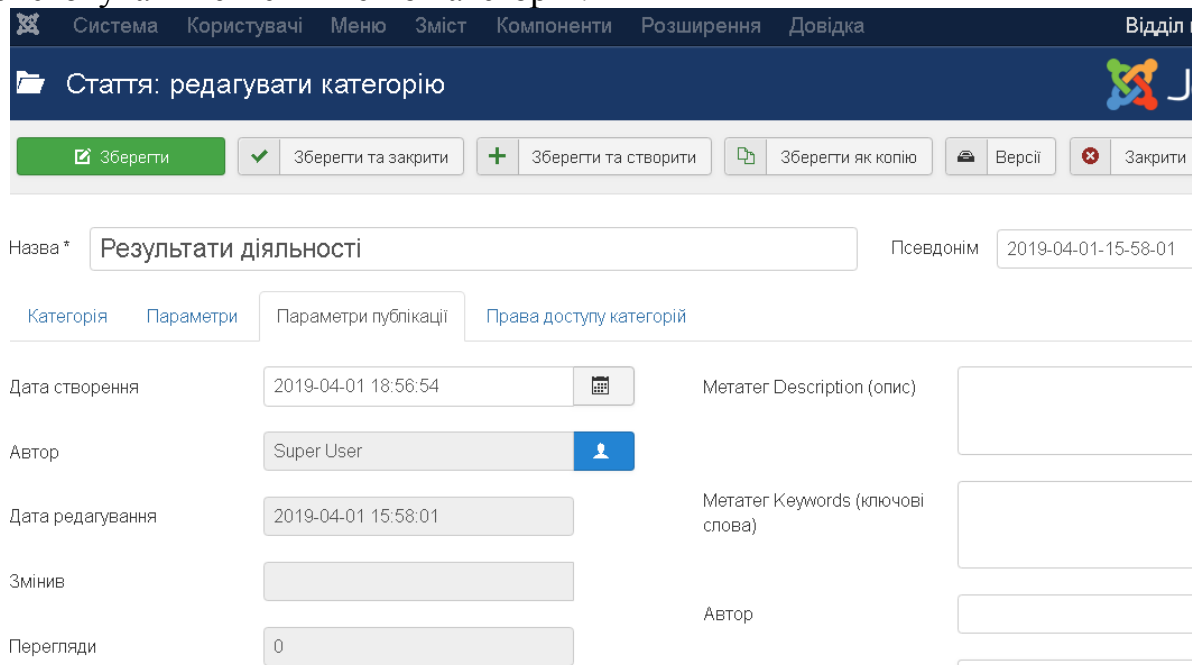 Система Користувачі Меню Зміст Компоненти Розширення Довідка Відділ
Стаття: редагувати категорію
Зберегти Зберегти та закрити Зберегти та створити Зберегти як копію Версії Закрити
Назва * Результати діяльності Псевдонім 2019-04-01-15-58-01
Категорія Параметри Параметри публікації Права доступу категорій
Дата створення 2019-04-01 18:56:54 Метатег Description (опис)
Автор Super User
Дата редагування 2019-04-01 15:58:01 Метатег Keywords (ключові
слова)
Змінив
Автор
Перегляди 0